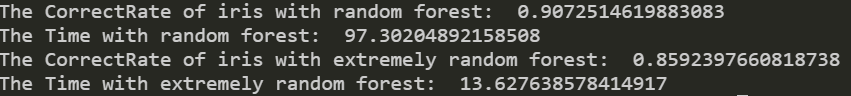 The CorrectRate of iris with random forest:  0.9072514619883083
The Time with random forest:  97.30204892158508
The CorrectRate of iris with extremely random forest:  0.8592397660818738
The Time with extremely random forest:  13.627638578414917